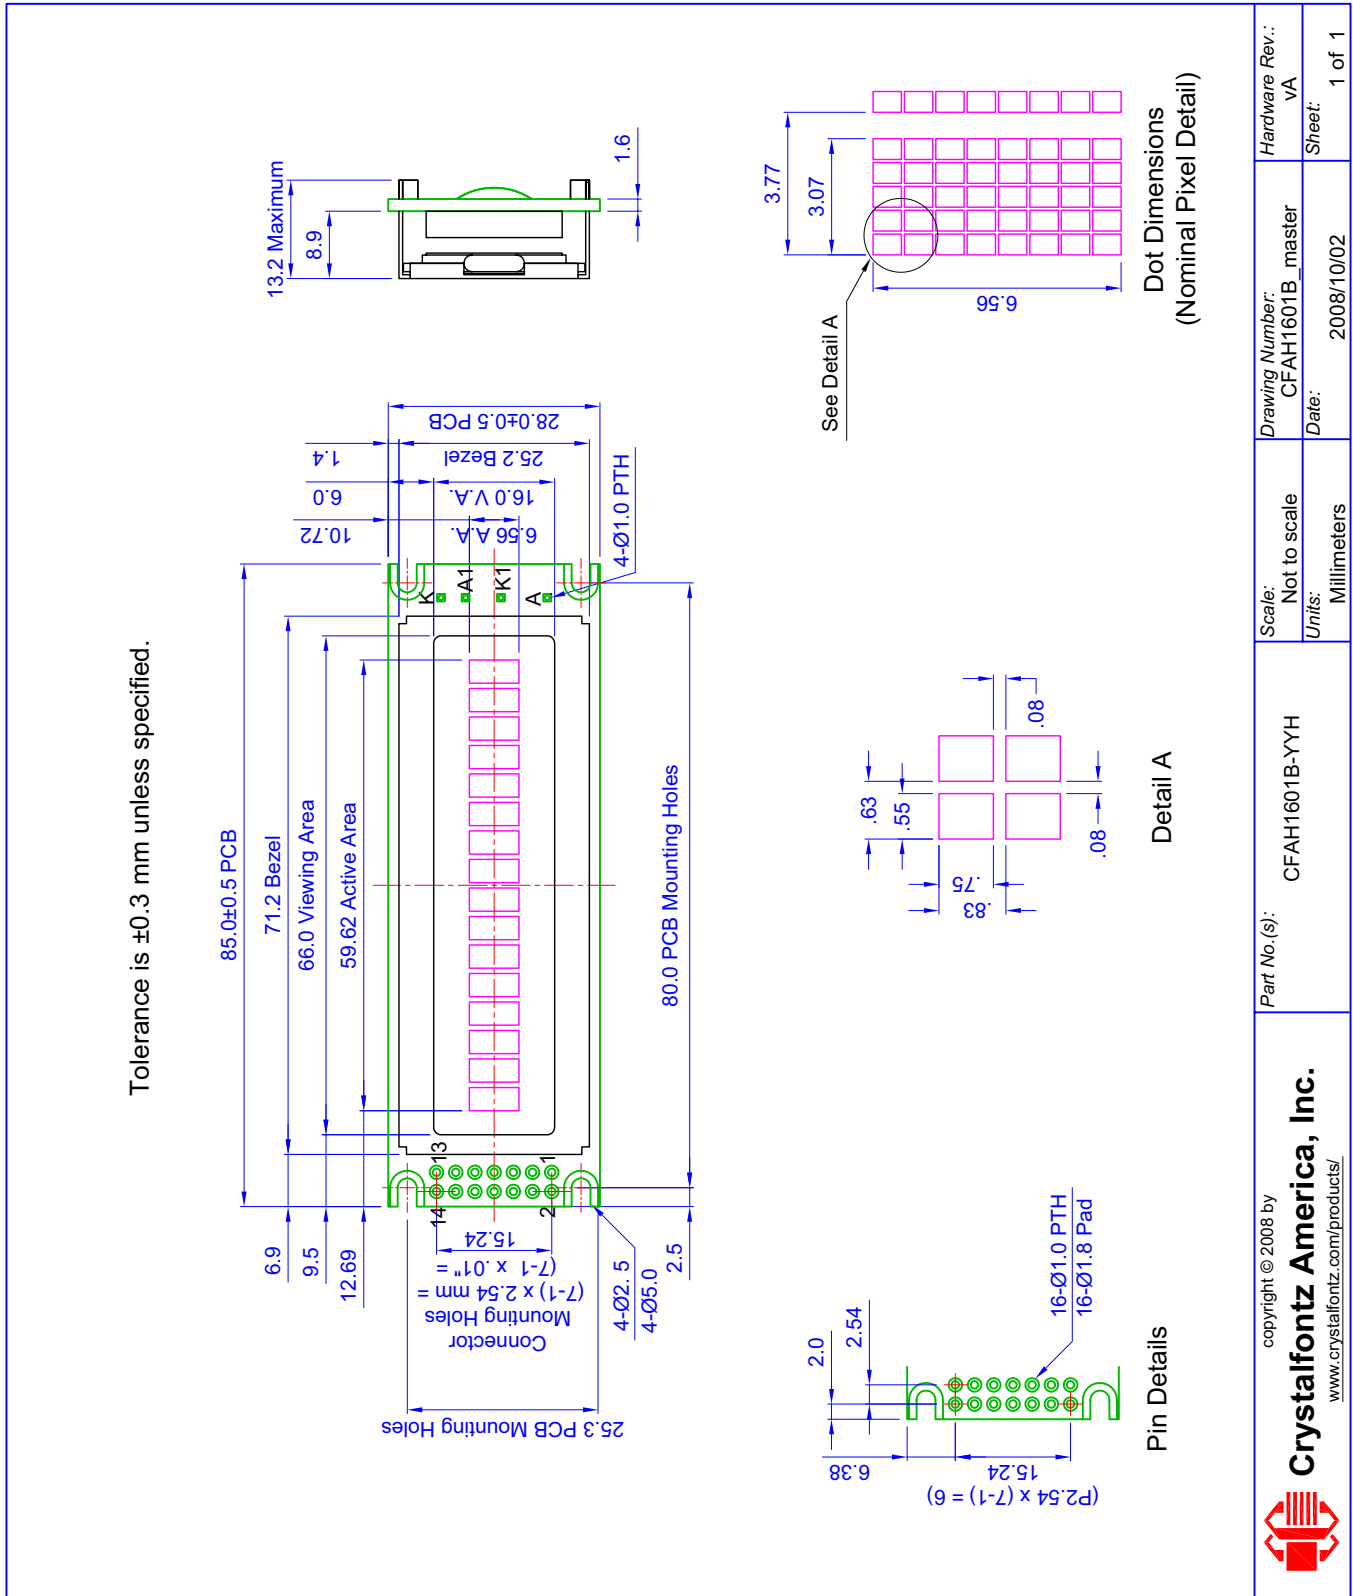 Tolerance is ±0.3 mm unless specified.
85.0±0.5 PCB
71.2 Bezel
66.0 Viewing Area
59.62 Active Area
6.9
9.5
12.69
1.4
6.0
10.72
28.0±0.5 PCB
25.2 Bezel
16.0 V.A.
6.56 A.A.
4-Ø1.0 PTH
K
A1
K1
A
13
1
14
2
80.0 PCB Mounting Holes
2.5
15.24
(7-1 x .01" =
(7-1) x 2.54 mm =
Mounting Holes
Connector
4-Ø2. 5
4-Ø5.0
25.3 PCB Mounting Holes
13.2 Maximum
8.9
1.6
2.0
2.54
16-Ø1.0 PTH
16-Ø1.8 Pad
6.38
15.24
(P2.54 x (7-1) = 6)
Pin Details
.63
.55
.08
.08
.75
.83
Detail A
See Detail A
3.77
3.07
6.56
Dot Dimensions
(Nominal Pixel Detail)
copyright © 2008 by
Crystalfontz America, Inc.
www.crystalfontz.com/products/
Part No.(s):
CFAH1601B-YYH
Scale:
Not to scale
Units:
Millimeters
Drawing Number:
CFAH1601B_master
Date:
2008/10/02
Hardware Rev.:
vA
Sheet:
1 of 1